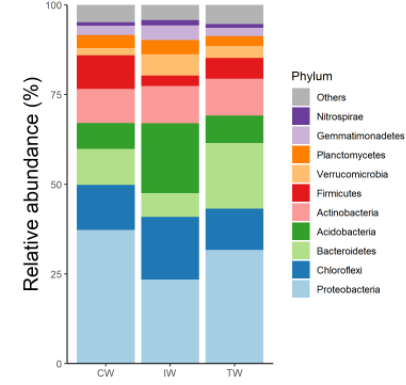 Relative abundance (%)
100
75
50
25
0
CW IW TW
Phylum
Others
Nitrospirae
Gemmatimonadetes
Planctomycetes
Verrucomicrobia
Firmicutes
Actinobacteria
Acidobacteria
Bacteroidetes
Chloroflexi
Proteobacteria